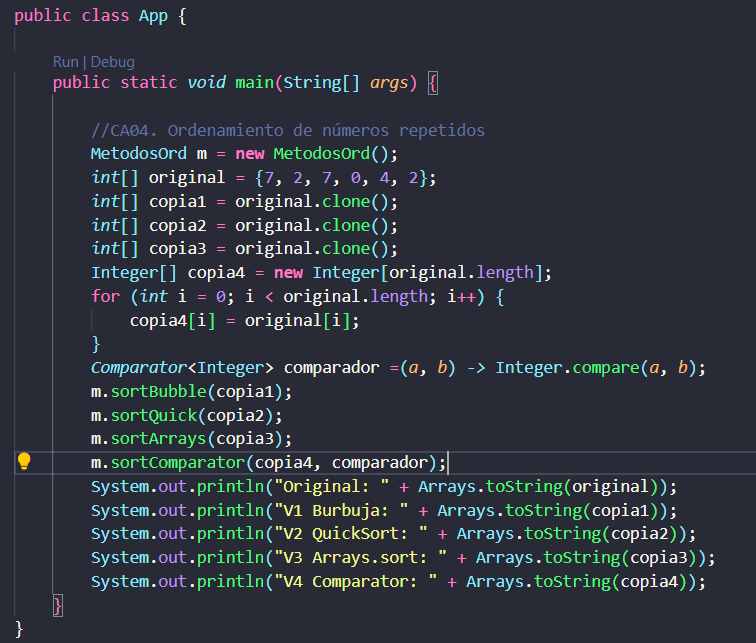 public class App {
Run | Debug
public static void main(String[] args) {
//CA04. Ordenamiento de números repetidos
MetodosOrd m = new MetodosOrd();
int[] original = {7, 2, 7, 0, 4, 2};
int[] copia1 = original.clone();
int[] copia2 = original.clone();
int[] copia3 = original.clone();
Integer[] copia4 = new Integer[original.length];
for (int i = 0; i < original.length; i++) {
copia4[i] = original[i];
}
Comparator<Integer> comparador =(a, b) -> Integer.compare(a, b);
m.sortBubble(copia1);
m.sortQuick(copia2);
m.sortArrays(copia3);
m.sortComparator(copia4, comparador);
System.out.println("Original: " + Arrays.toString(original));
System.out.println("V1 Burbuja: " + Arrays.toString(copia1));
System.out.println("V2 QuickSort: " + Arrays.toString(copia2));
System.out.println("V3 Arrays.sort: " + Arrays.toString(copia3));
System.out.println("V4 Comparator: " + Arrays.toString(copia4));
}
}